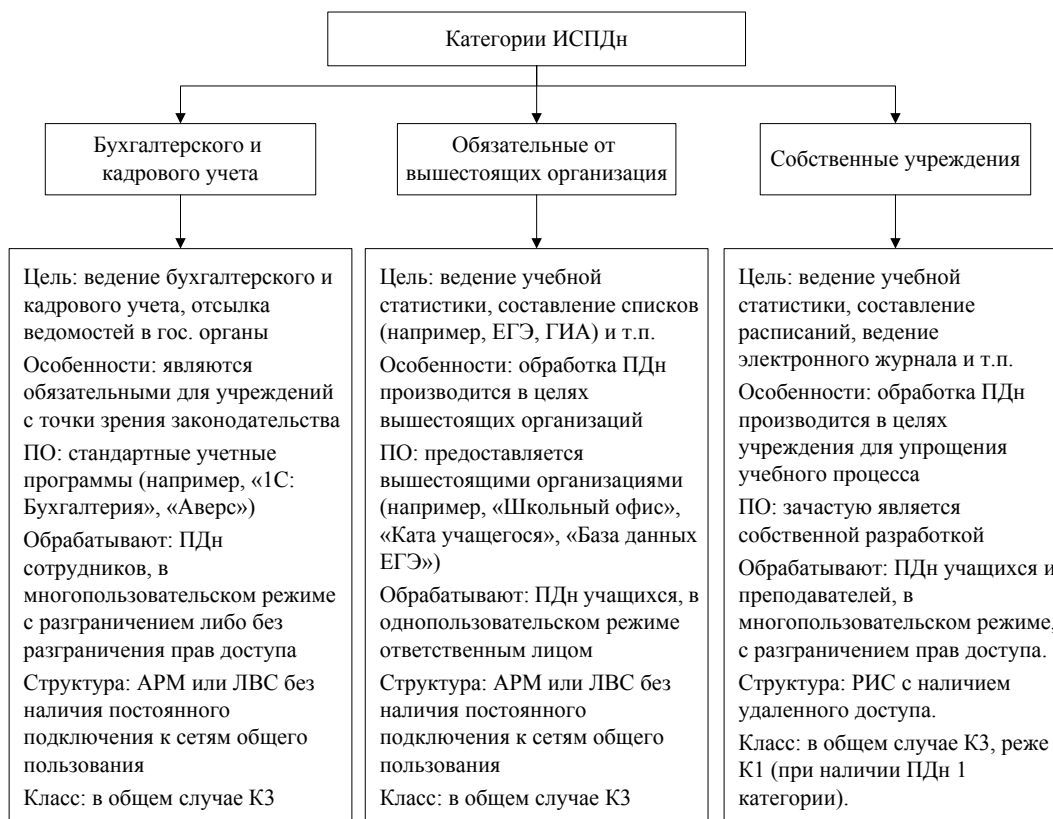 Категории ИСПДн
Бухгалтерского и
кадрового учета
Обязательные от
вышестоящих организация
Собственные учреждения
Цель: ведение бухгалтерского и
кадрового учета, отсылка
ведомостей в гос. органы
Особенности: являются
обязательными для учреждений
с точки зрения законодательства
ПО: стандартные учетные
программы (например, «1С:
Бухгалтерия», «Аверс»)
Обрабатывают: ПДн
сотрудников, в
многопользовательском режиме
с разграничением либо без
разграничения прав доступа
Структура: АРМ или ЛВС без
наличия постоянного
подключения к сетям общего
пользования
Класс: в общем случае К3
Цель: ведение учебной
статистики, составление списков
(например, ЕГЭ, ГИА) и т.п.
Особенности: обработка ПДн
производится в целях
вышестоящих организаций
ПО: предоставляется
вышестоящими организациями
(например, «Школьный офис»,
«Ката учащегося», «База данных
ЕГЭ»)
Обрабатывают: ПДн учащихся, в
однопользовательском режиме
ответственным лицом
Структура: АРМ или ЛВС без
наличия постоянного
подключения к сетям общего
пользования
Класс: в общем случае К3
Цель: ведение учебной
статистики, составление
расписаний, ведение
электронного журнала и т.п.
Особенности: обработка ПДн
производится в целях
учреждения для упрощения
учебного процесса
ПО: зачастую является
собственной разработкой
Обрабатывают: ПДн учащихся и
преподавателей, в
многопользовательском режиме,
с разграничением прав доступа.
Структура: РИС с наличием
удаленного доступа.
Класс: в общем случае К3, реже
К1 (при наличии ПДн 1
категории).